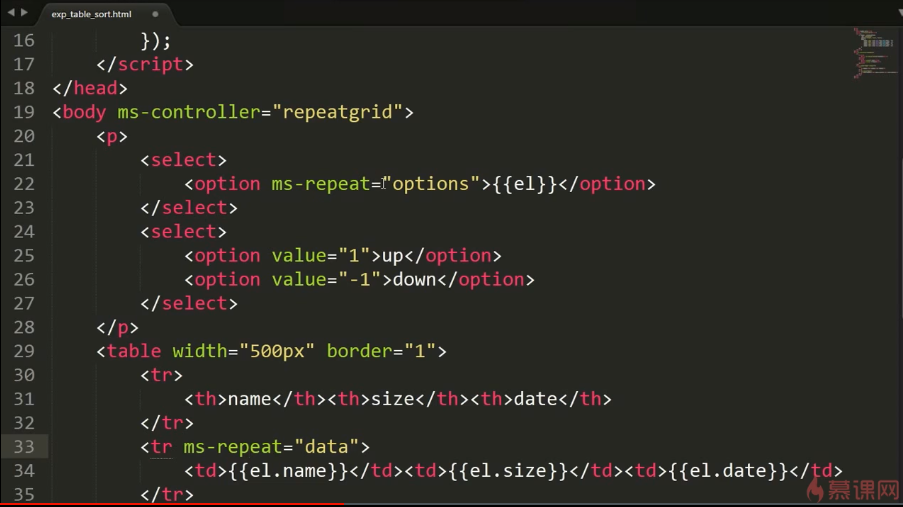 exp_table_sort.html
16 });
17 </script>
18 </head>
19 <body ms-controller="repeatgrid">
20 <p>
21 <select>
22 <option ms-repeat="options">{{el}}</option>
23 </select>
24 <select>
25 <option value="1">up</option>
26 <option value="-1">down</option>
27 </select>
28 </p>
29 <table width="500px" border="1">
30 <tr>
31 <th>name</th><th>size</th><th>date</th>
32 </tr>
33 <tr ms-repeat="data">
34 <td>{{el.name}}</td><td>{{el.size}}</td><td>{{el.date}}</td>
35 </tr>
慕课网